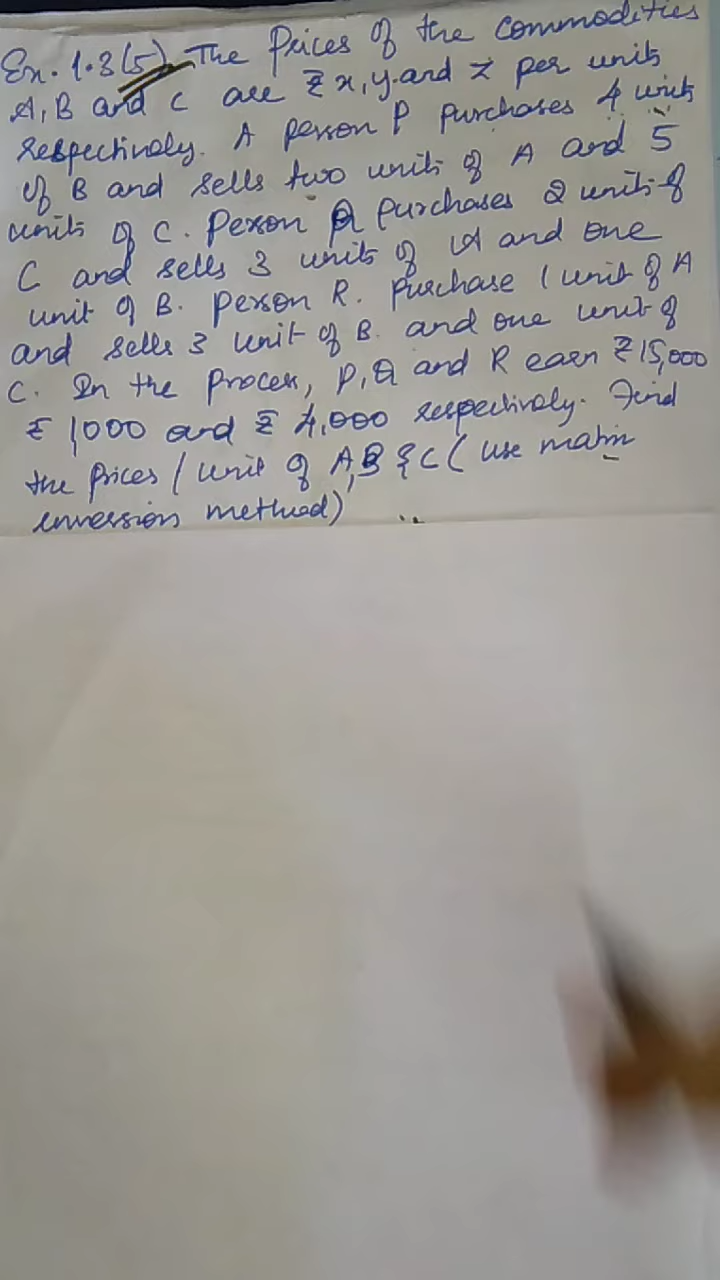 Ex. 1.3(5) The Prices of the commodities
A, B and C are ₹ x, y and z per units
respectively. A person P purchases 4 units
of B and sells two units of A and 5
units of C. Person Q purchases 2 units of
C and sells 3 units of A and one
unit of B. Person R. purchase 1 unit of A
and sells 3 unit of B. and one unit of
C. In the process, P, Q and R earn ₹ 15,000
₹ 1,000 and ₹ 4,000 respectively. Find
the prices / unit of A, B & C ( use matrix
inversion method)